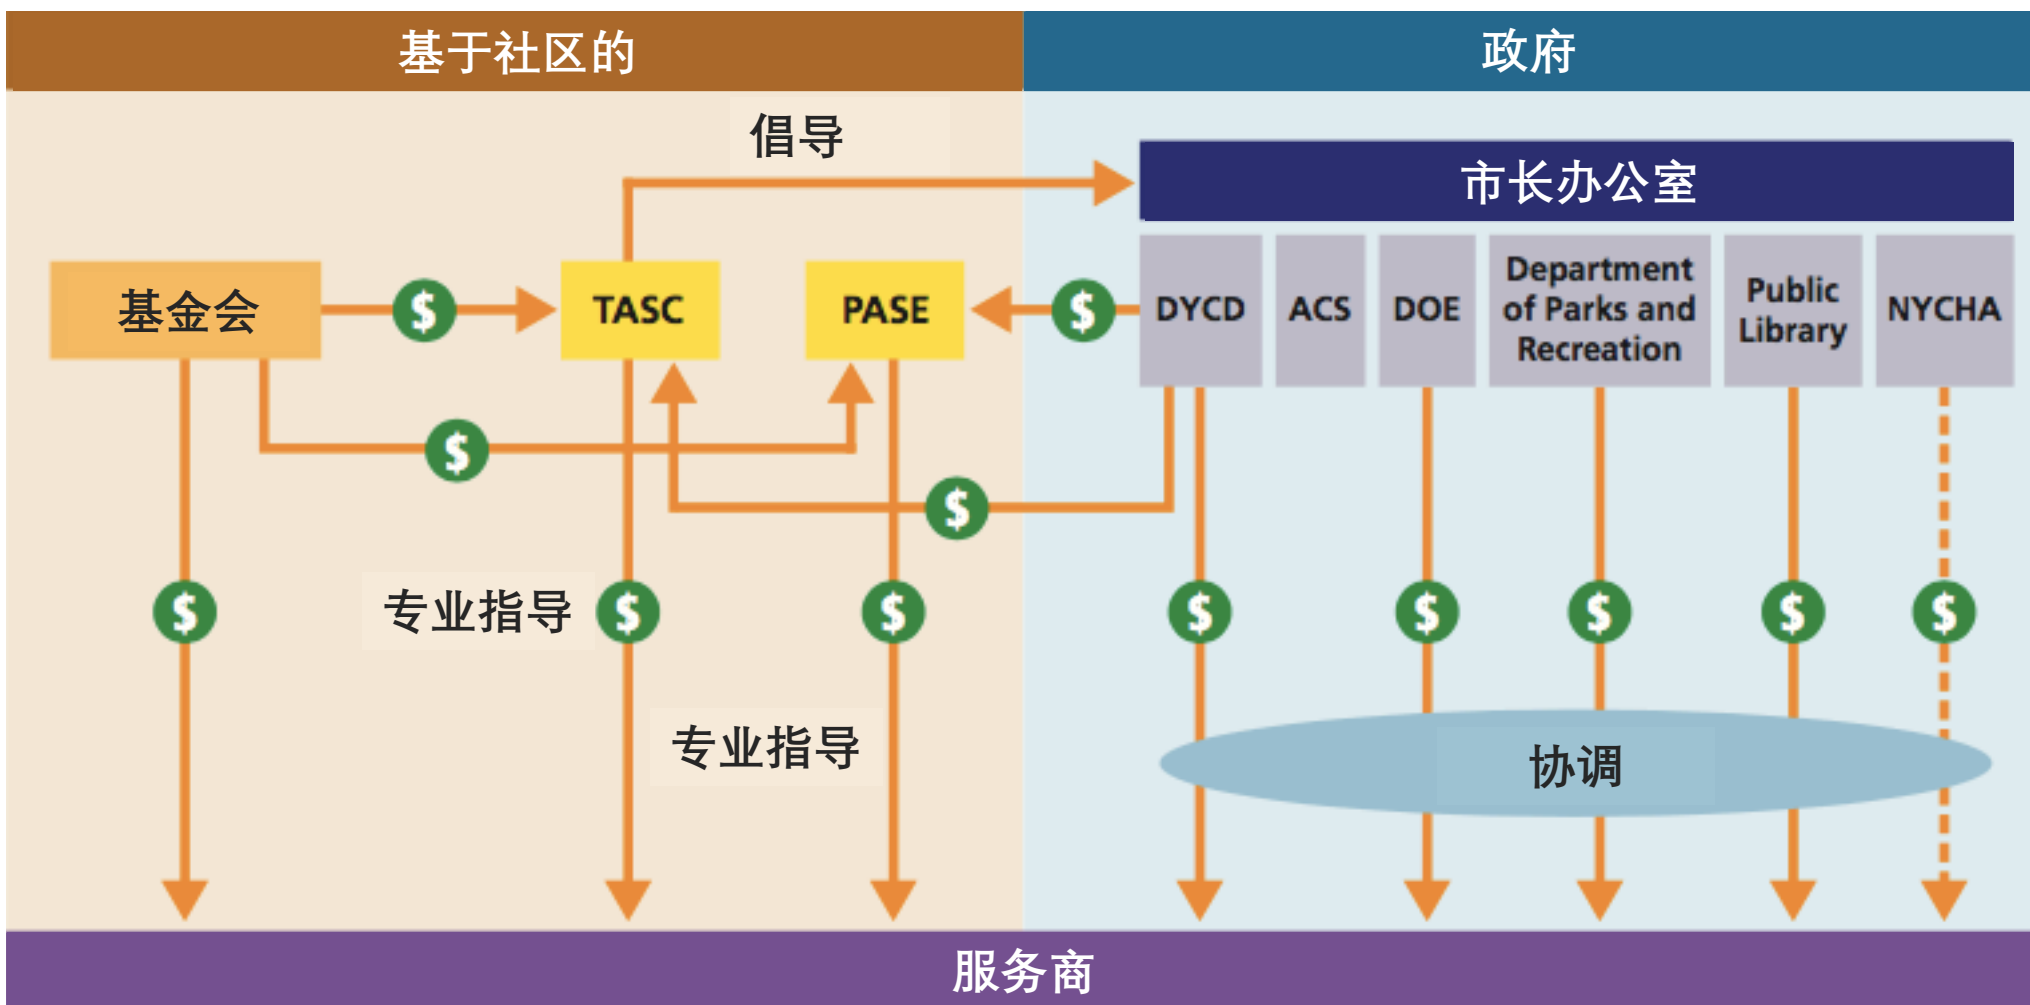 基于社区的
政府
倡导
市长办公室
基金会
$
TASC
PASE
$
DYCD
ACS
DOE
Department
of Parks and
Recreation
Public
Library
NYCHA
$
$
$
专业指导
$
$
$
$
$
$
$
专业指导
协调
服务商